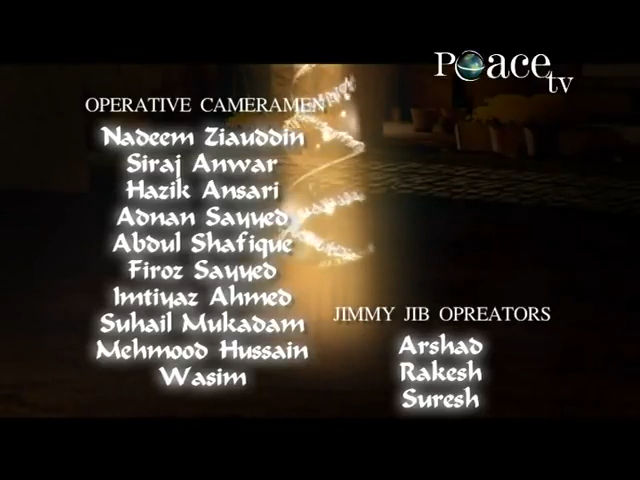 Peace tv
OPERATIVE CAMERAMEN
Nadeem Ziauddin
Siraj Anwar
Hazik Ansari
Adnan Sayyed
Abdul Shafique
Firoz Sayyed
Imtiyaz Ahmed
Suhail Mukadam
Mehmood Hussain
Wasim
JIMMY JIB OPREATORS
Arshad
Rakesh
Suresh